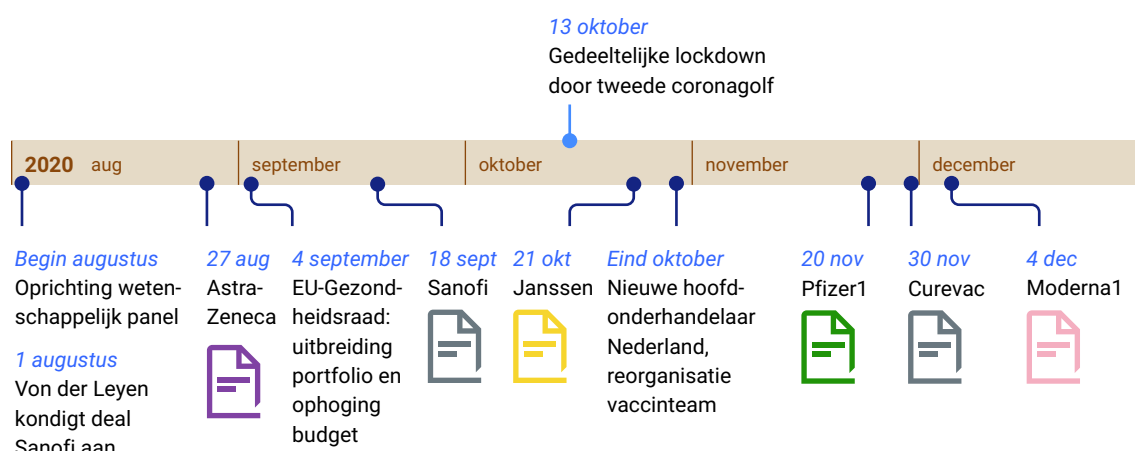 13 oktober
Gedeeltelijke lockdown
door tweede coronagolf
2020 aug
september
oktober
november
december
Begin augustus
Oprichting weten-
schappelijk panel
1 augustus
Von der Leyen
kondigt deal
Sanofi aan
27 aug
Astra-
Zeneca
4 september
EU-Gezond-
heidsraad:
uitbreiding
portfolio en
ophoging
budget
18 sept
Sanofi
21 okt
Janssen
Eind oktober
Nieuwe hoofd-
onderhandelaar
Nederland,
reorganisatie
vaccinteam
20 nov
Pfizer1
30 nov
Curevac
4 dec
Moderna1